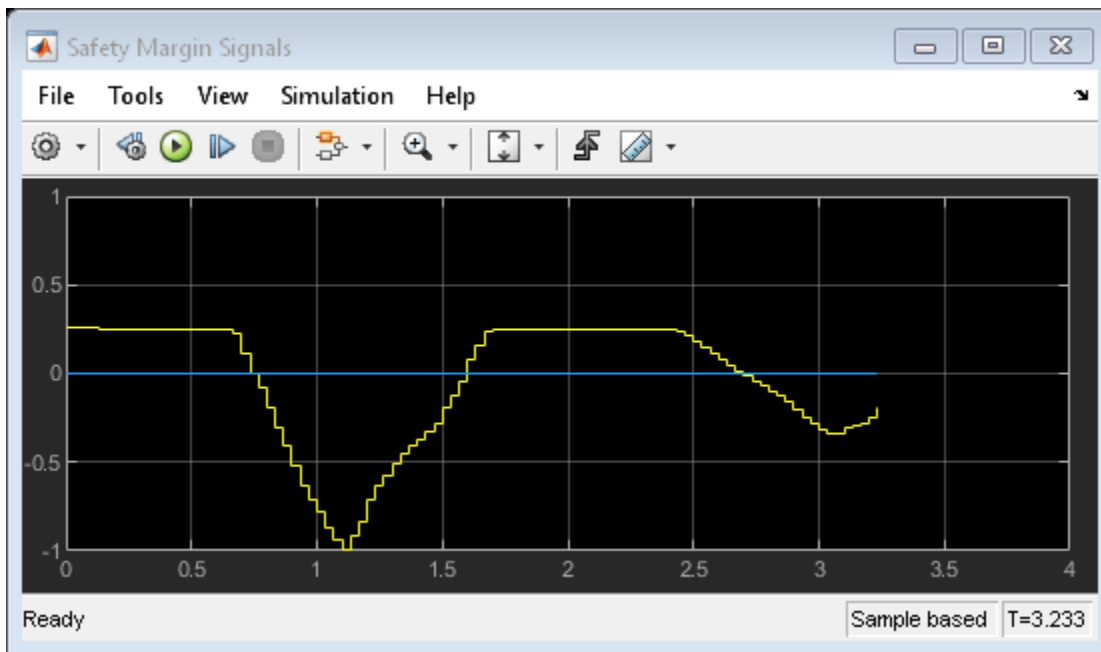 Safety Margin Signals
File Tools View Simulation Help
1
0.5
0
-0.5
-1
0 0.5 1 1.5 2 2.5 3 3.5 4
Ready Sample based T=3.233